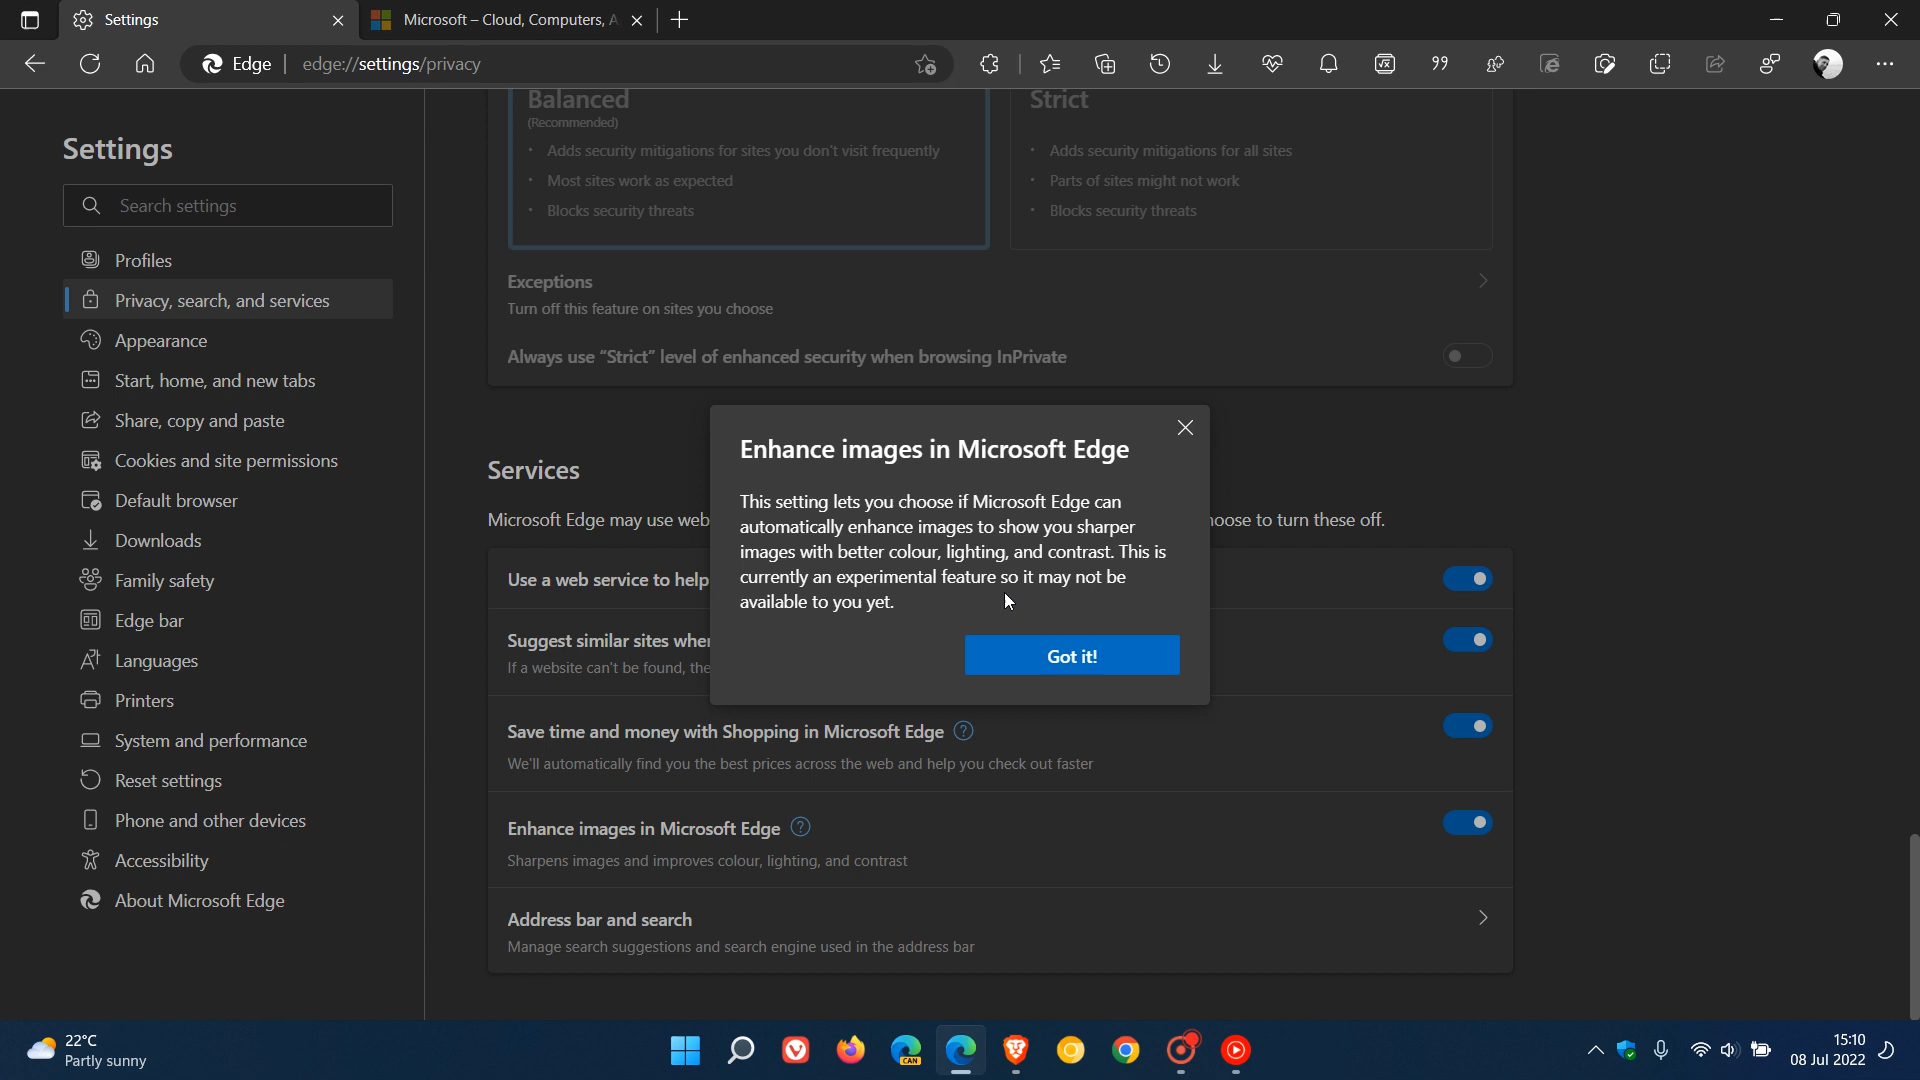 Settings
Microsoft – Cloud, Computers, A
Edge
edge://settings/privacy
Settings
Search settings
Profiles
Privacy, search, and services
Appearance
Start, home, and new tabs
Share, copy and paste
Cookies and site permissions
Default browser
Downloads
Family safety
Edge bar
Languages
Printers
System and performance
Reset settings
Phone and other devices
Accessibility
About Microsoft Edge
Balanced
(Recommended)
• Adds security mitigations for sites you don't visit frequently
• Most sites work as expected
• Blocks security threats
Strict
• Adds security mitigations for all sites
• Parts of sites might not work
• Blocks security threats
Exceptions
Turn off this feature on sites you choose
Always use “Strict” level of enhanced security when browsing InPrivate
Services
Microsoft Edge may use web
hoose to turn these off.
Use a web service to help
Suggest similar sites when
If a website can't be found, the
Enhance images in Microsoft Edge
This setting lets you choose if Microsoft Edge can
automatically enhance images to show you sharper
images with better colour, lighting, and contrast. This is
currently an experimental feature so it may not be
available to you yet.
Got it!
Save time and money with Shopping in Microsoft Edge
We'll automatically find you the best prices across the web and help you check out faster
Enhance images in Microsoft Edge
Sharpens images and improves colour, lighting, and contrast
Address bar and search
Manage search suggestions and search engine used in the address bar
22°C
Partly sunny
CAN
15:10
08 Jul 2022